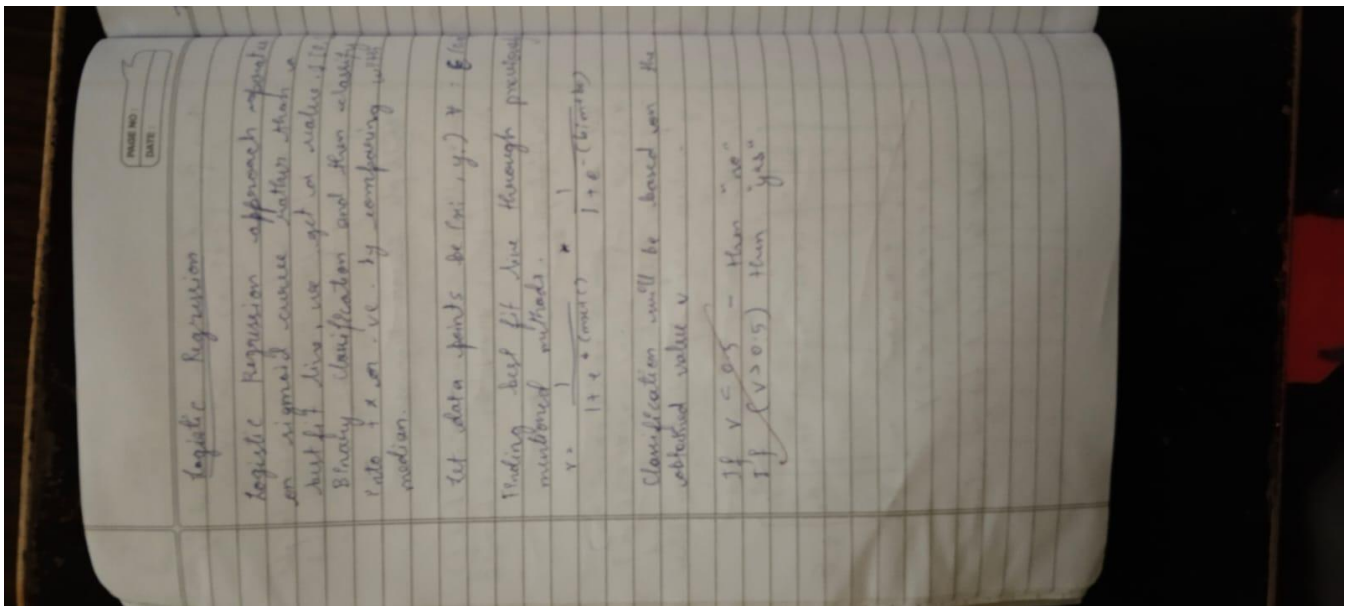 PAGE NO:
DATE
Logistic Regression
Logistic Regression approach
on sigmoid curve rather than
best fit line, we get a value
Binary classification and then classify
into + x or ve. by comparing with
median.
Let data points be (xi, yi)
Finding best fit line through previously
mentioned methods.
v = 1 / 1 + e (mx+c) 1 / 1 + e
Classification will be based on the
obtained value v
If v < 0.5 - then "no"
If (v > 0.5) then "yes"